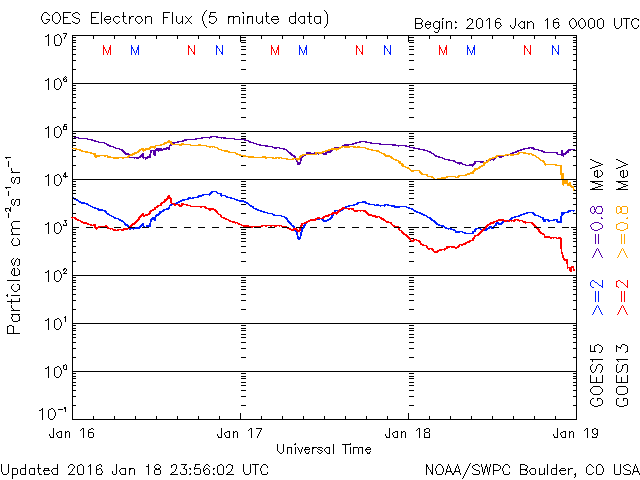 GOES Electron Flux (5 minute data)
Begin: 2016 Jan 16 0000 UTC
M M N N M M N N M M N N
10⁷
10⁶
10⁵
10⁴
10³
10²
10¹
10⁰
10⁻¹
Particles cm⁻²s⁻¹sr⁻¹
Jan 16 Jan 17 Jan 18 Jan 19
Universal Time
GOES15 >=2 >=0.8 MeV
GOES13 >=2 >=0.8 MeV
Updated 2016 Jan 18 23:56:02 UTC
NOAA/SWPC Boulder, CO USA